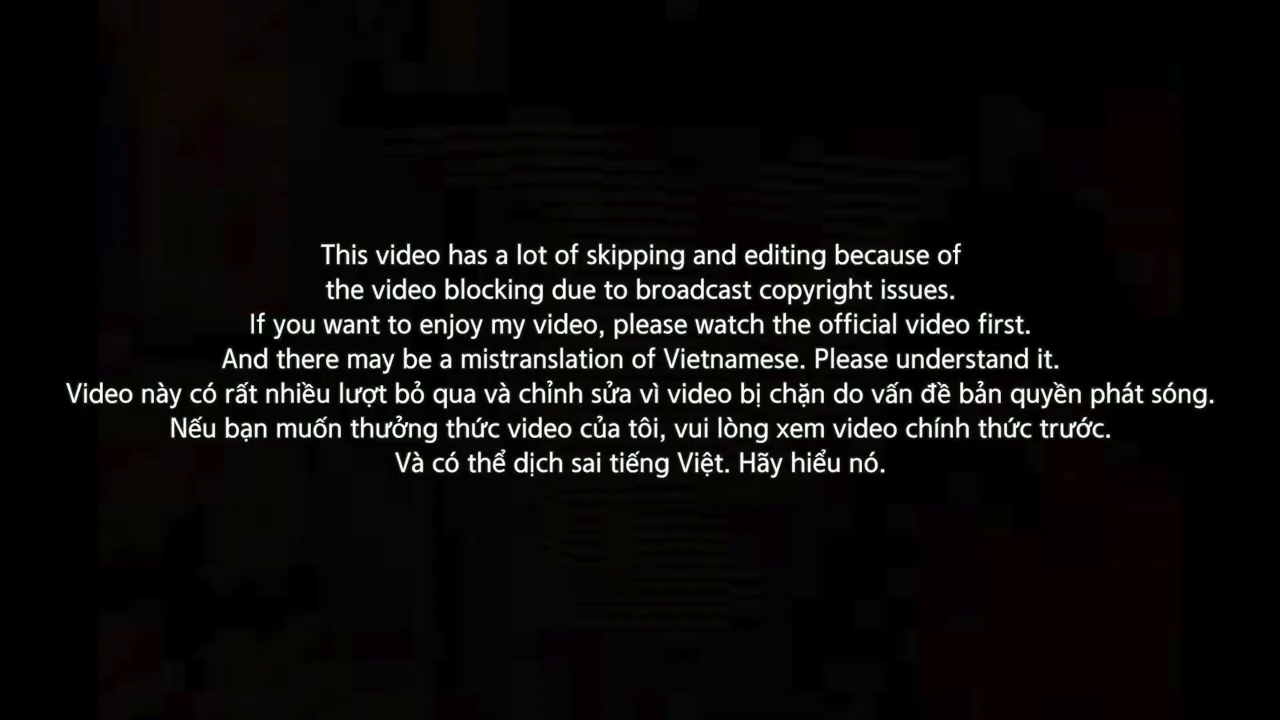 This video has a lot of skipping and editing because of
the video blocking due to broadcast copyright issues.
If you want to enjoy my video, please watch the official video first.
And there may be a mistranslation of Vietnamese. Please understand it.
Video này có rất nhiều lượt bỏ qua và chỉnh sửa vì video bị chặn do vấn đề bản quyền phát sóng.
Nếu bạn muốn thưởng thức video của tôi, vui lòng xem video chính thức trước.
Và có thể dịch sai tiếng Việt. Hãy hiểu nó.